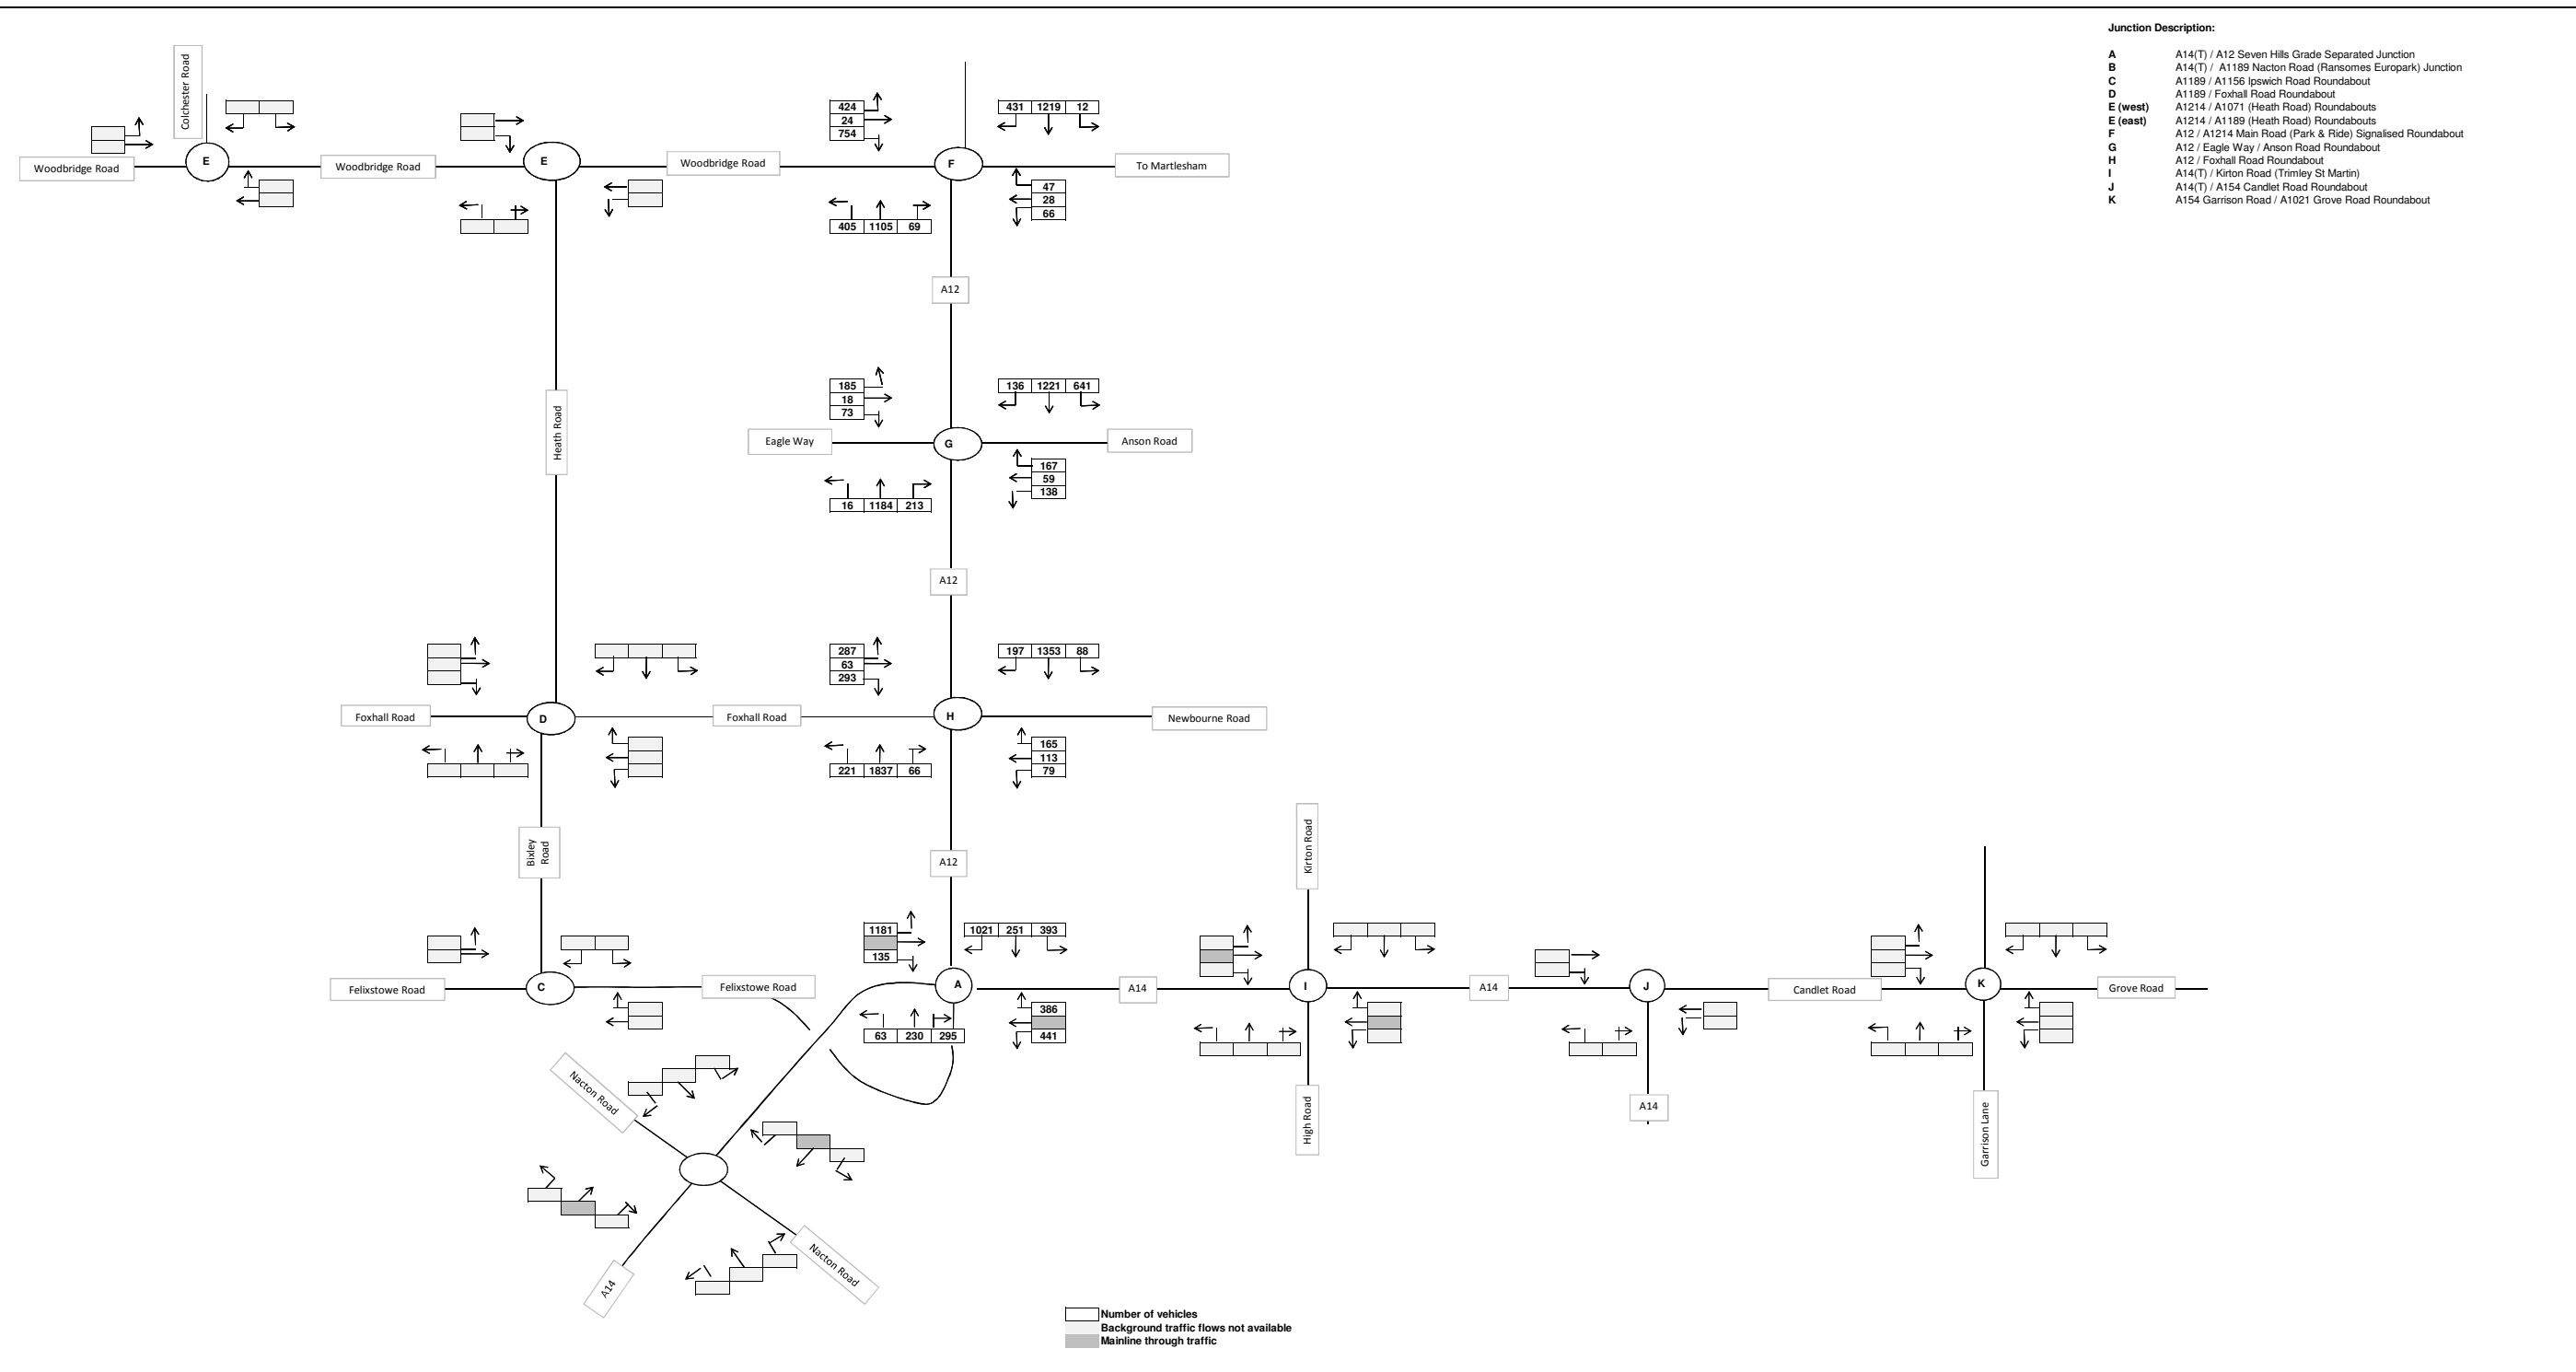 Junction Description:
A A14(T) / A12 Seven Hills Grade Separated Junction
B A14(T) / A1189 Nacton Road (Ransomes Europark) Junction
C A1189 / A1156 Ipswich Road Roundabout
D A1189 / Foxhall Road Roundabout
E (west) A1214 / A1071 (Heath Road) Roundabouts
E (east) A1214 / A1189 (Heath Road) Roundabouts
F A12 / A1214 Main Road (Park & Ride) Signalised Roundabout
G A12 / Eagle Way / Anson Road Roundabout
H A12 / Foxhall Road Roundabout
I A14(T) / Kirton Road (Trimley St Martin)
J A14(T) / A154 Candlet Road Roundabout
K A154 Garrison Road / A1021 Grove Road Roundabout
Colchester Road
424
24
754
431 1219 12
Woodbridge Road
E
Woodbridge Road
E
Woodbridge Road
F
To Martlesham
47
28
66
405 1105 69
A12
185
18
73
136 1221 641
Heath Road
Eagle Way
G
Anson Road
167
59
138
16 1184 213
A12
287
63
293
197 1353 88
Foxhall Road
D
Foxhall Road
H
Newbourne Road
165
113
79
221 1837 66
Bixley
Road
A12
Kirton Road
1181
135
1021 251 393
Felixstowe Road
C
Felixstowe Road
A
A14
I
A14
J
Candlet Road
K
Grove Road
386
441
63 230 295
Nacton Road
High Road
A14
Garrison Lane
Nacton Road
A14
Number of vehicles
Background traffic flows not available
Mainline through traffic